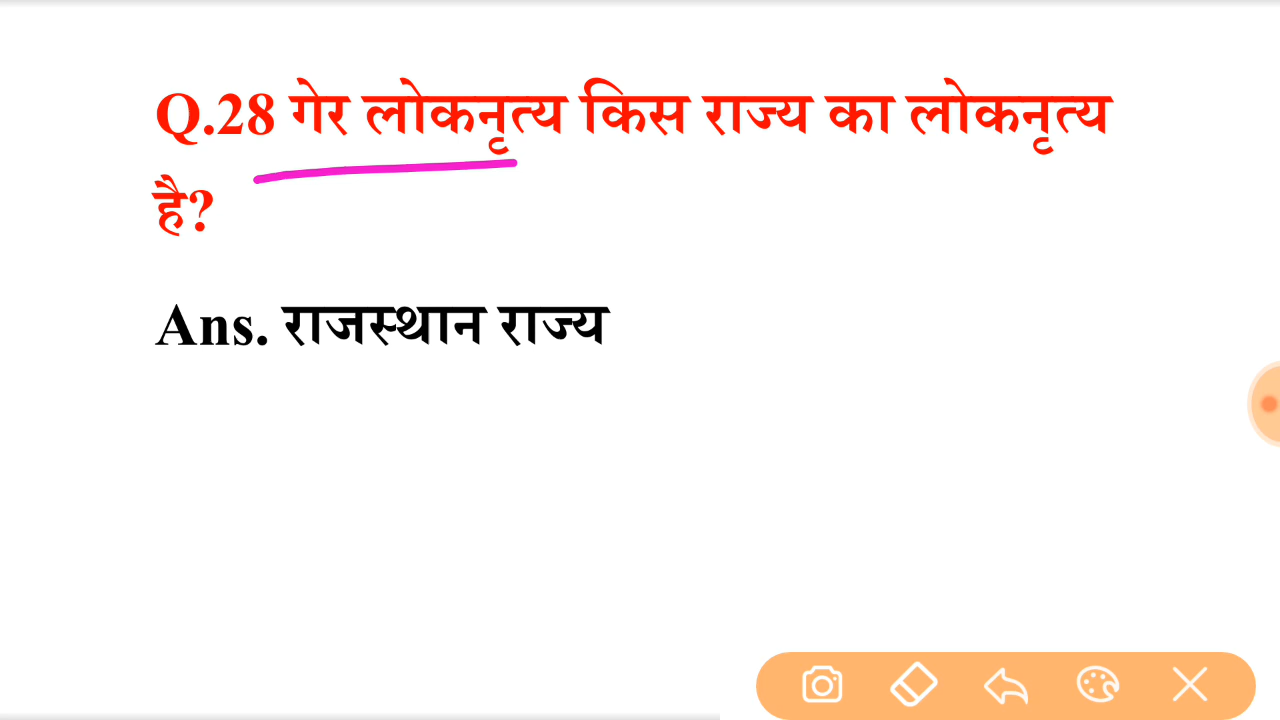 Q.28 गेर लोकनृत्य किस राज्य का लोकनृत्य
है?
Ans. राजस्थान राज्य